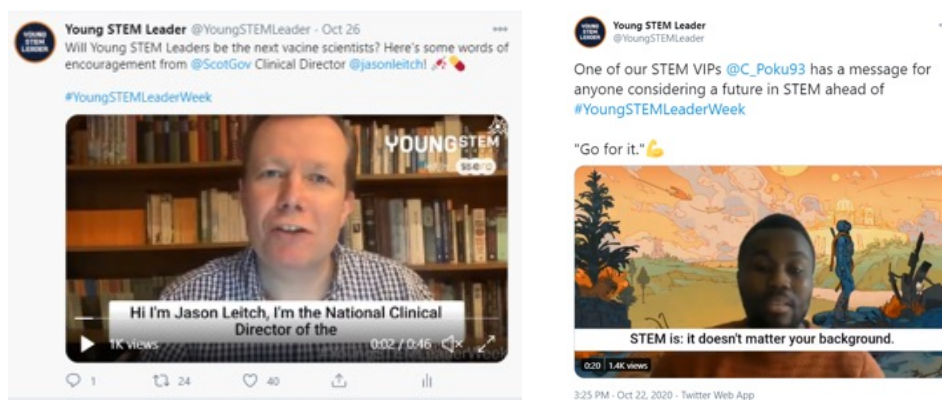 Young STEM Leader @YoungSTEMLeader · Oct 26
Will Young STEM Leaders be the next vacine scientists? Here's some words of
encouragement from @ScotGov Clinical Director @jasonleitch!
#YoungSTEMLeaderWeek
YOUNG STEM
Hi I'm Jason Leitch, I'm the National Clinical
Director of the
1K views
0:02 / 0:46
1
24
40
YOUNG
STEM
LEADER
Young STEM Leader
@YoungSTEMLeader
One of our STEM VIPs @C_Poku93 has a message for
anyone considering a future in STEM ahead of
#YoungSTEMLeaderWeek
"Go for it."
STEM is: it doesn't matter your background.
0:20 1.4K views
3:25 PM · Oct 22, 2020 · Twitter Web App